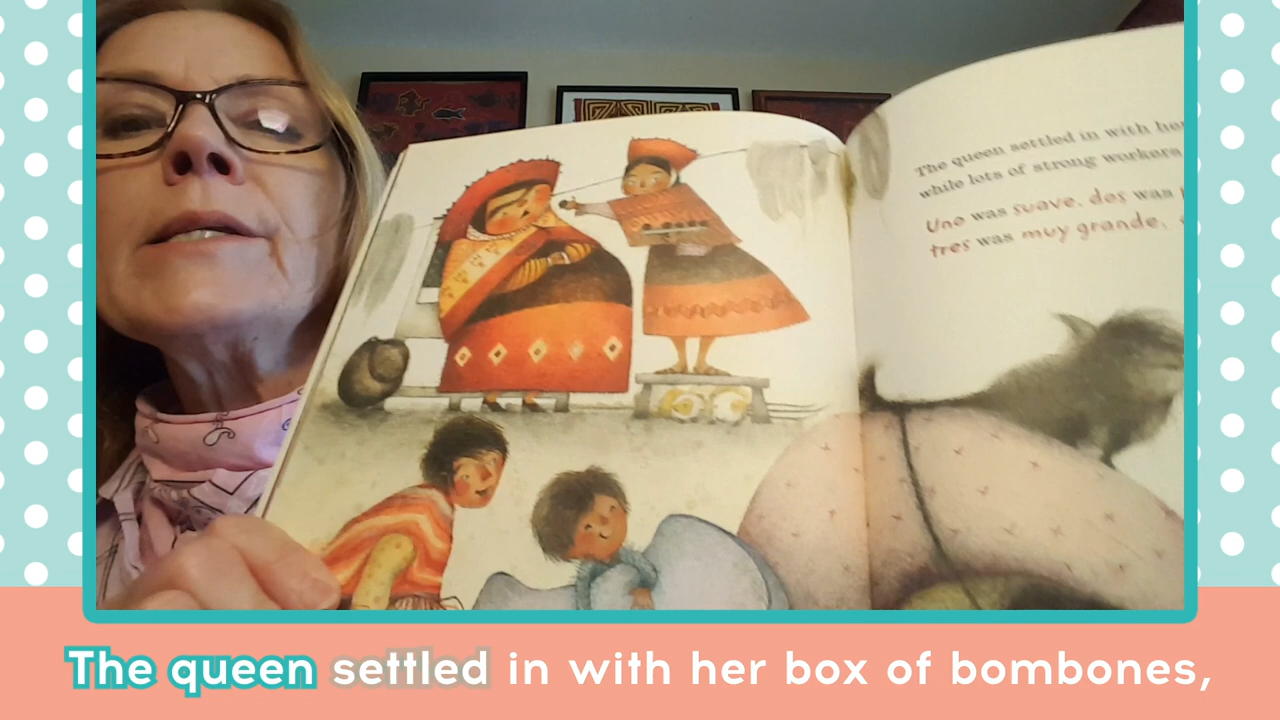 The queen settled in with her
while lots of strong workers
Uno was suave, dos was
tres was muy grande,
The queen settled in with her box of bombones,